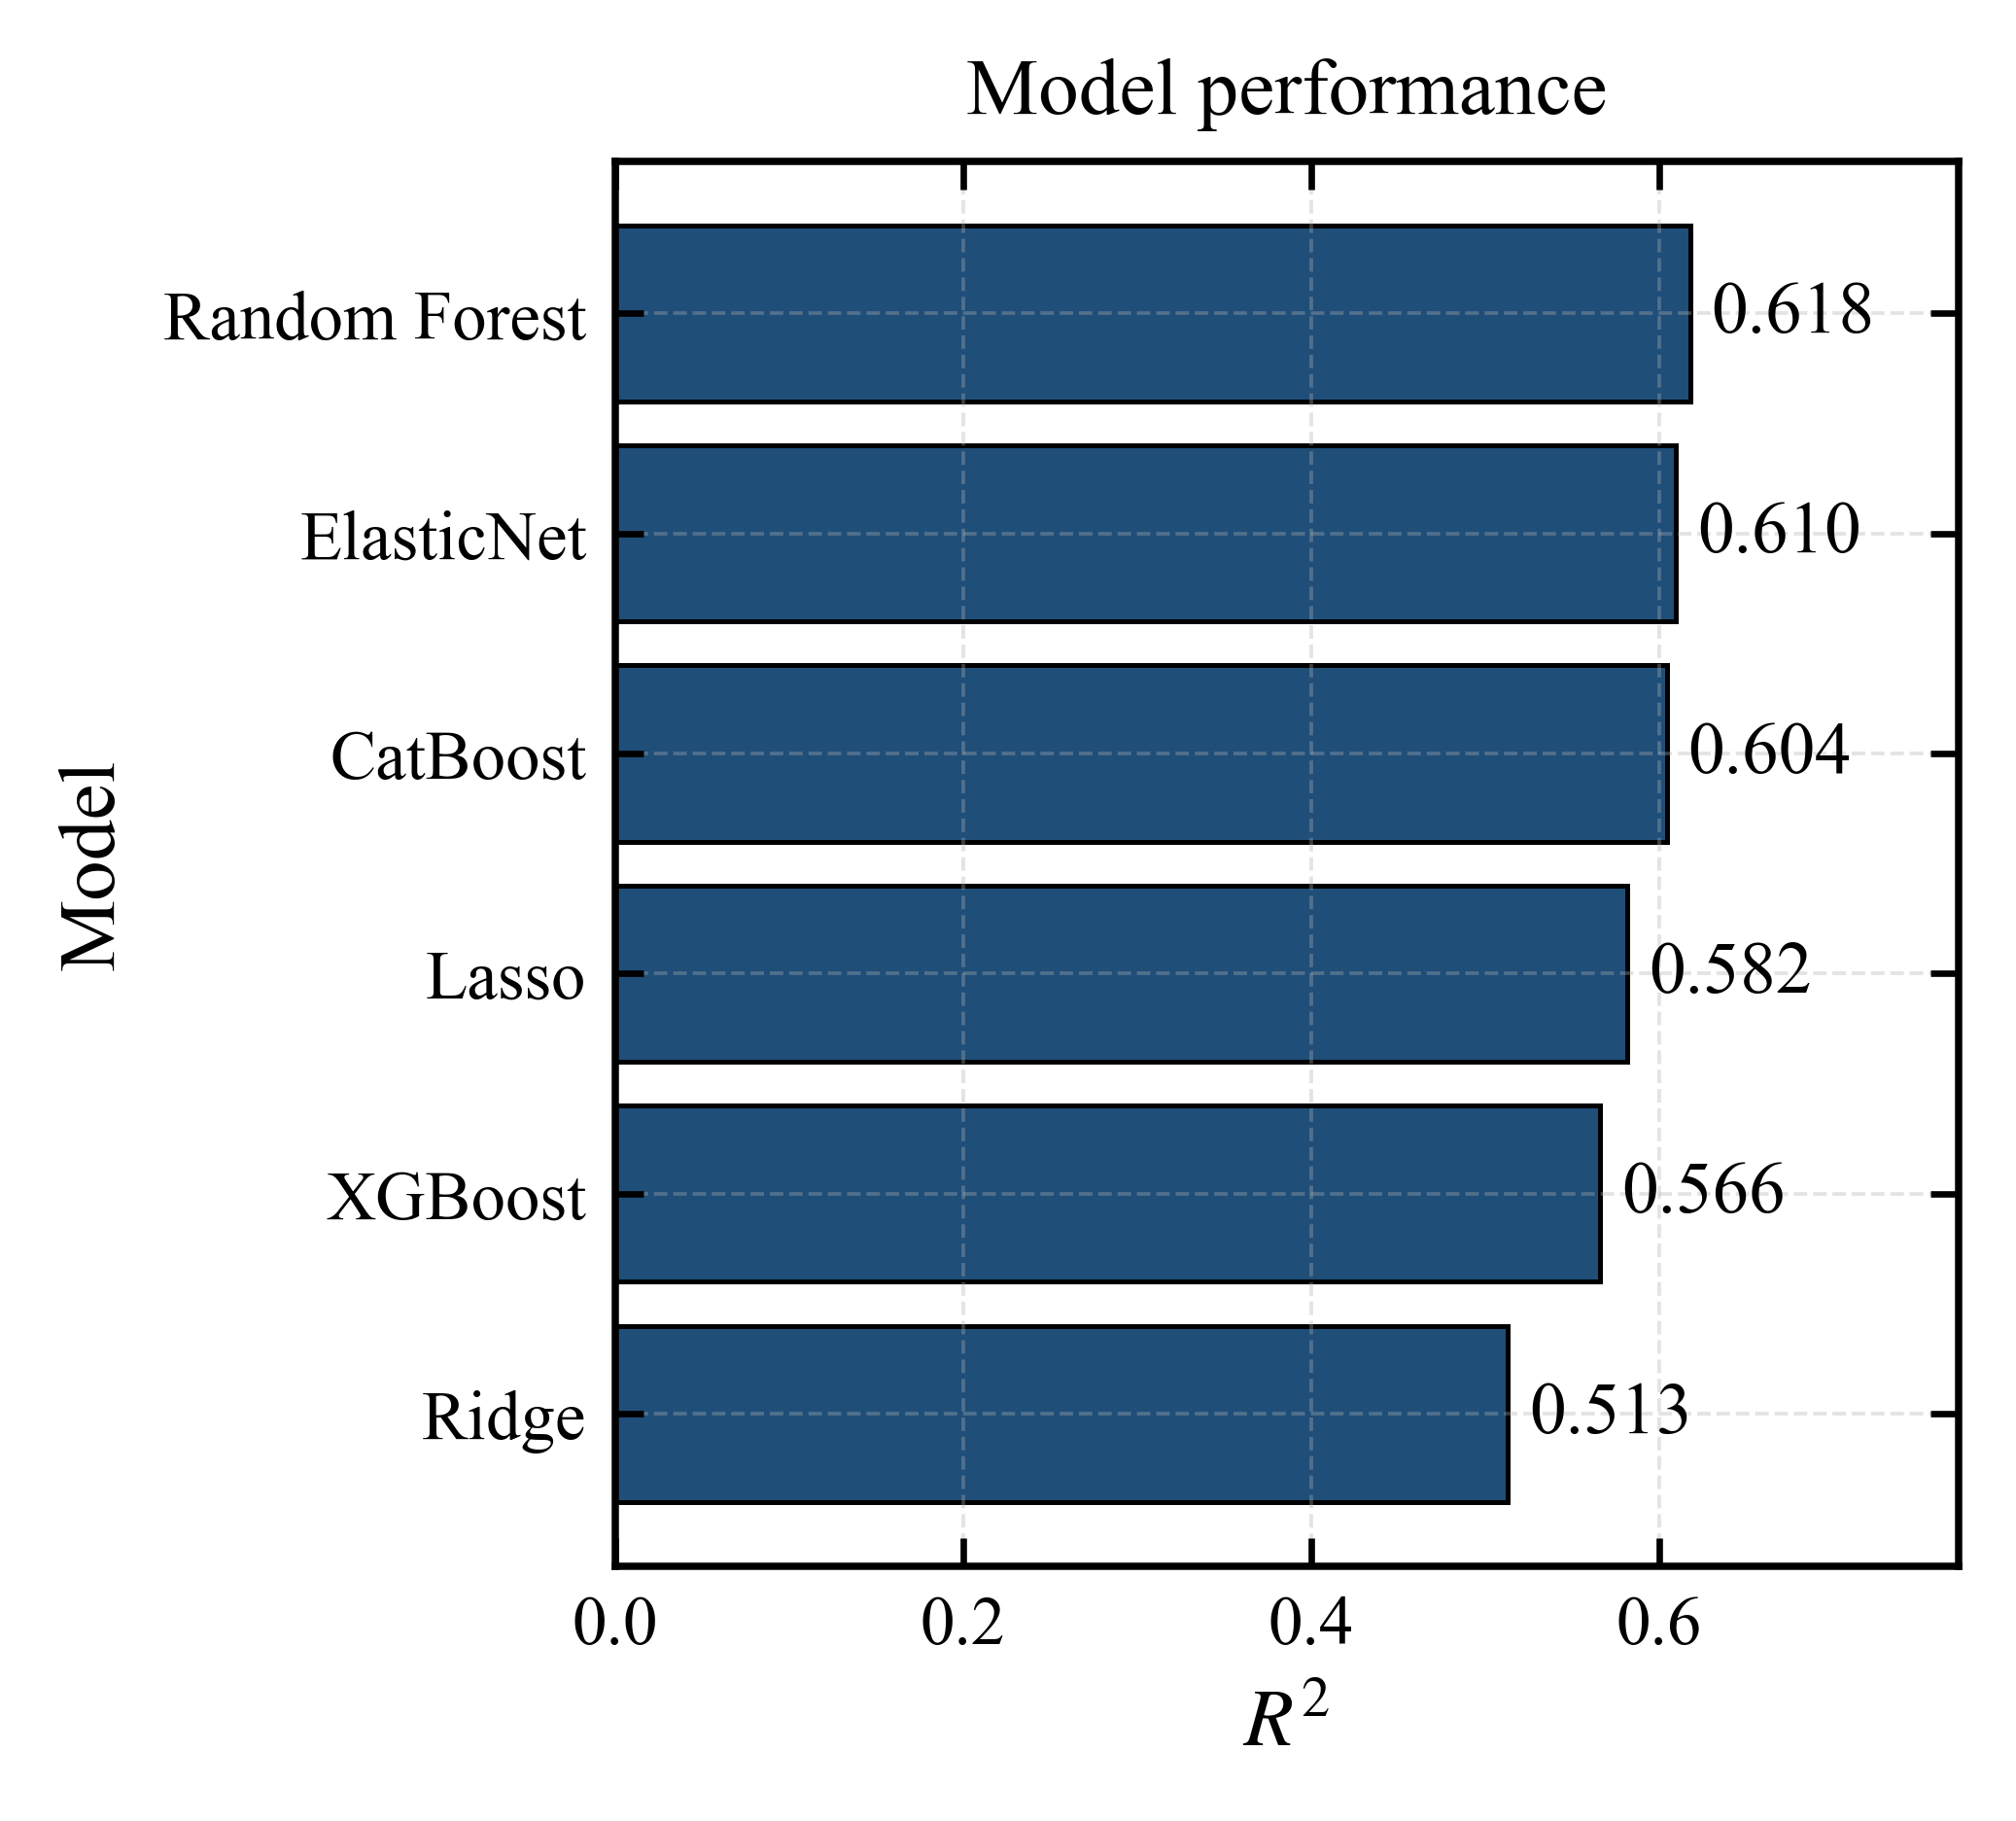 Model performance
Random Forest
0.618
ElasticNet
0.610
CatBoost
0.604
Model
Lasso
0.582
XGBoost
0.566
Ridge
0.513
0.0 0.2 0.4 0.6
R²